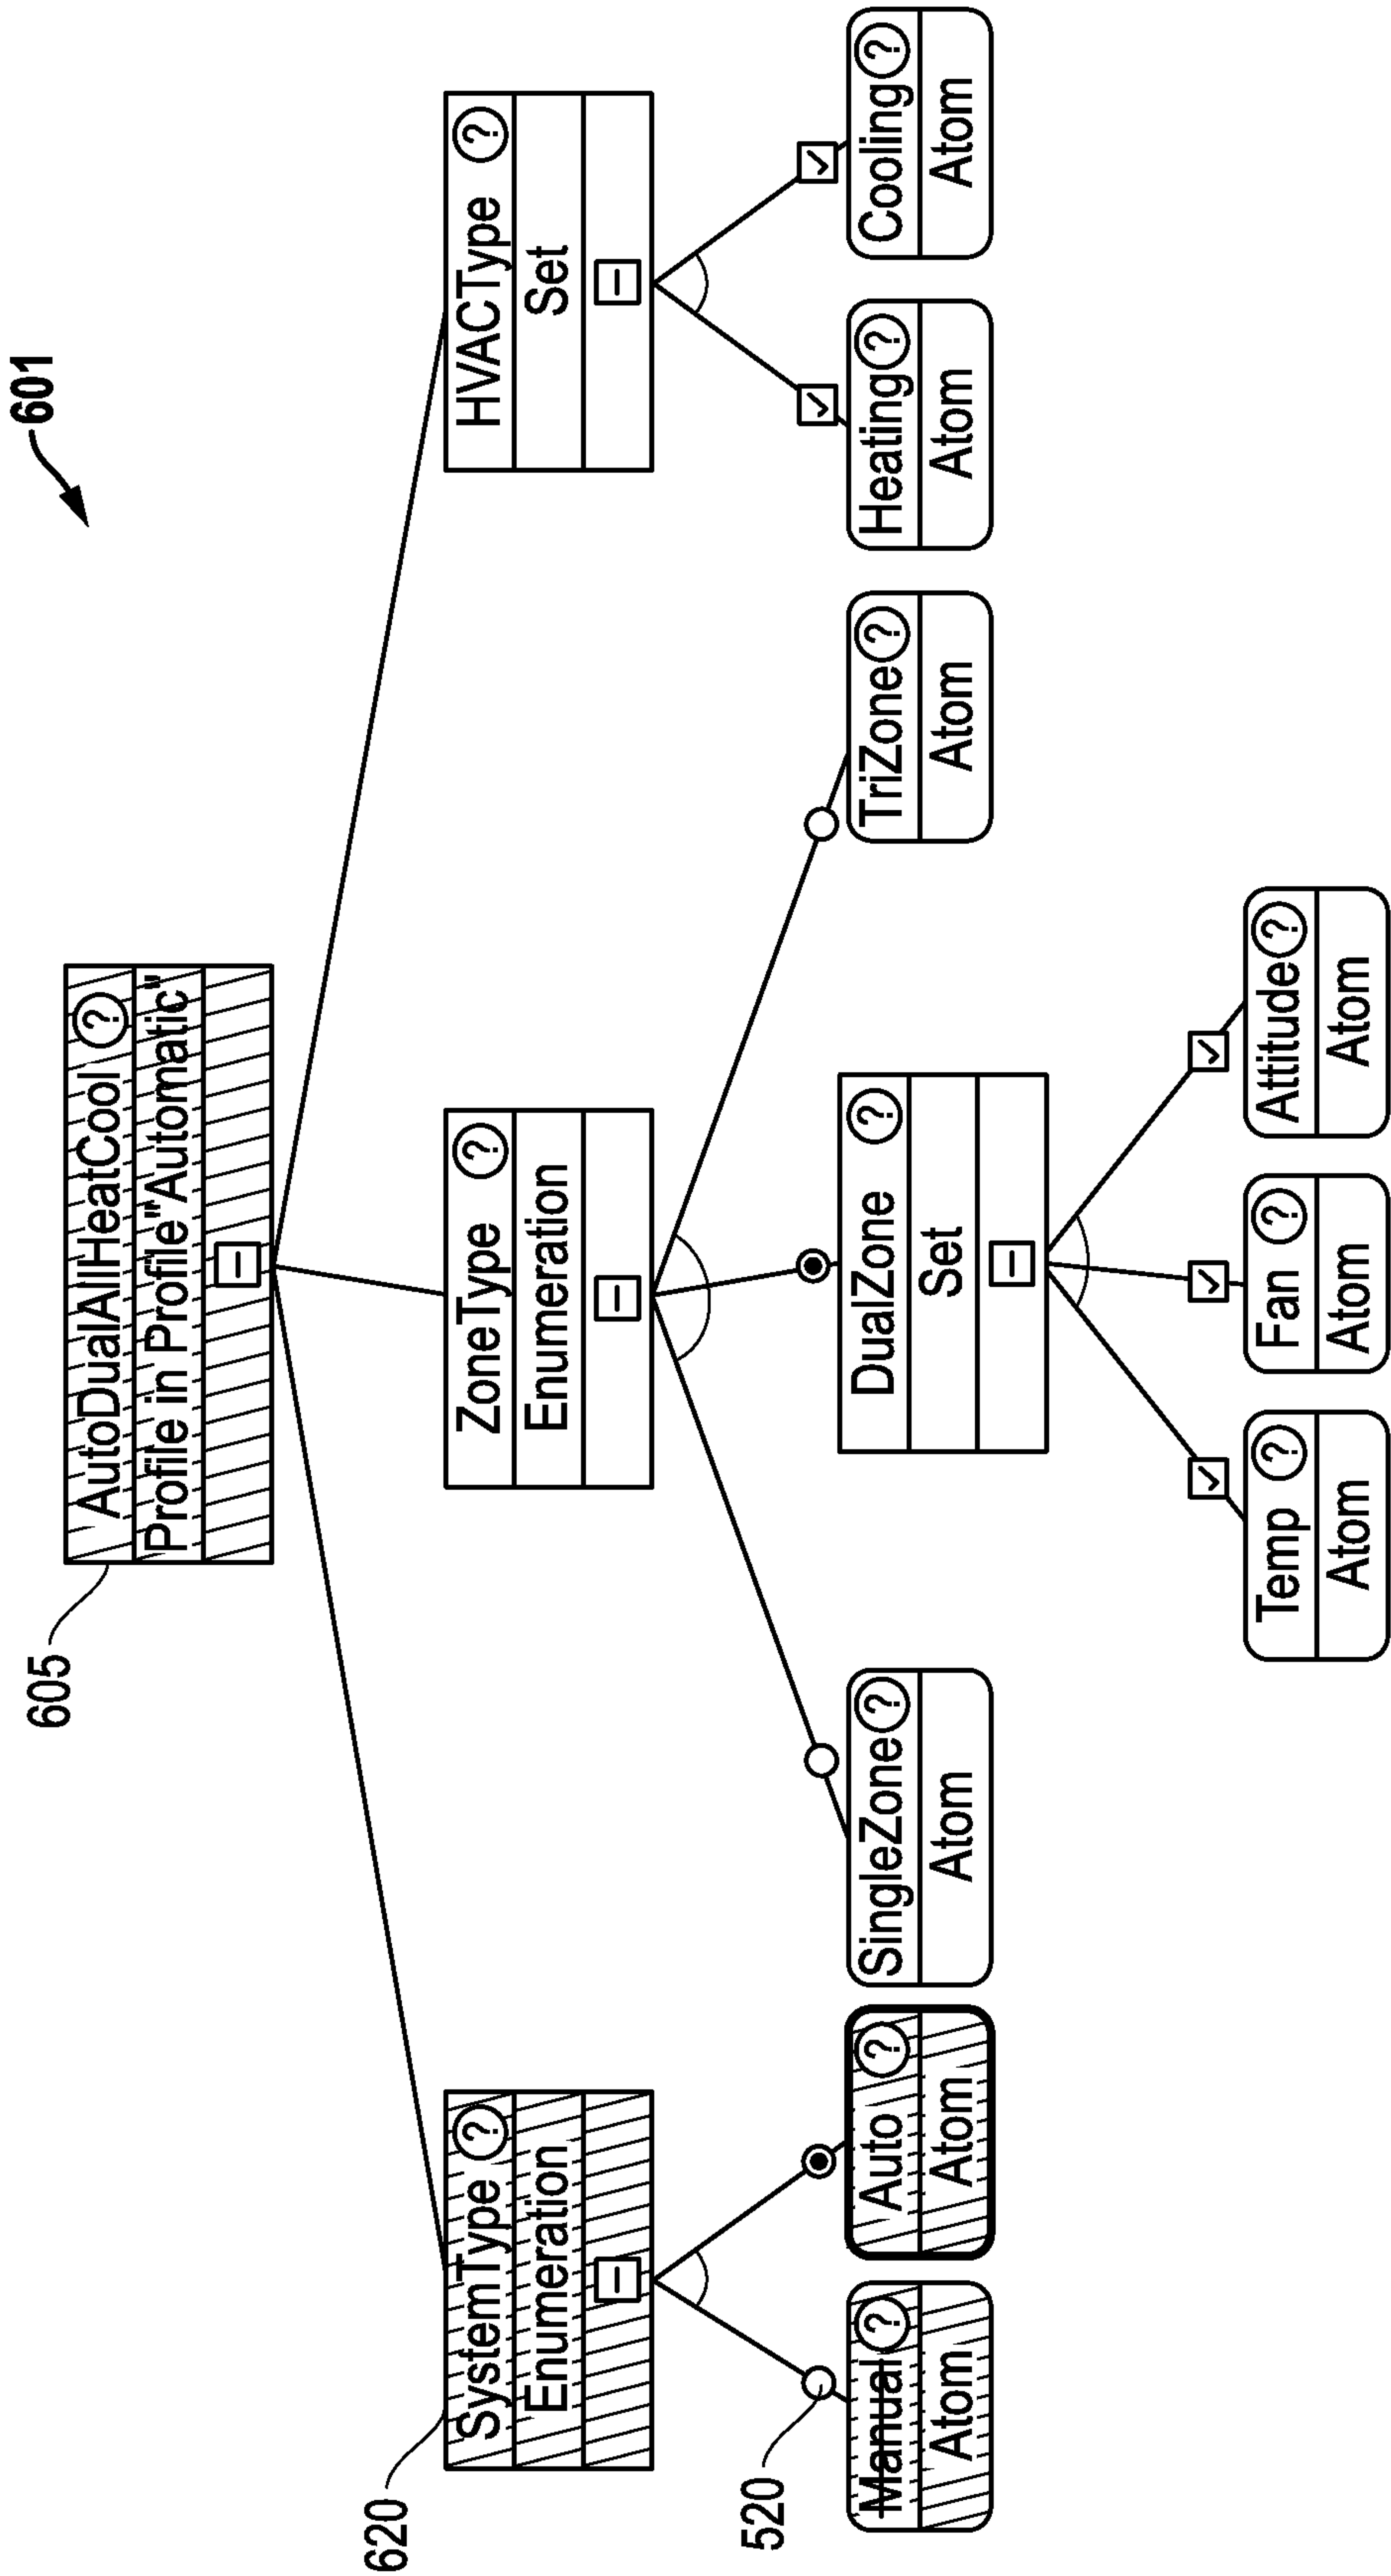 601
605
AutoDualAllHeatCool ?
Profile in Profile"Automatic"
620
SystemType ?
Enumeration
ZoneType ?
Enumeration
HVACType ?
Set
520
Manual ?
Atom
Auto ?
Atom
SingleZone ?
Atom
DualZone ?
Set
TriZone ?
Atom
Heating ?
Atom
Cooling ?
Atom
Temp ?
Atom
Fan ?
Atom
Attitude ?
Atom